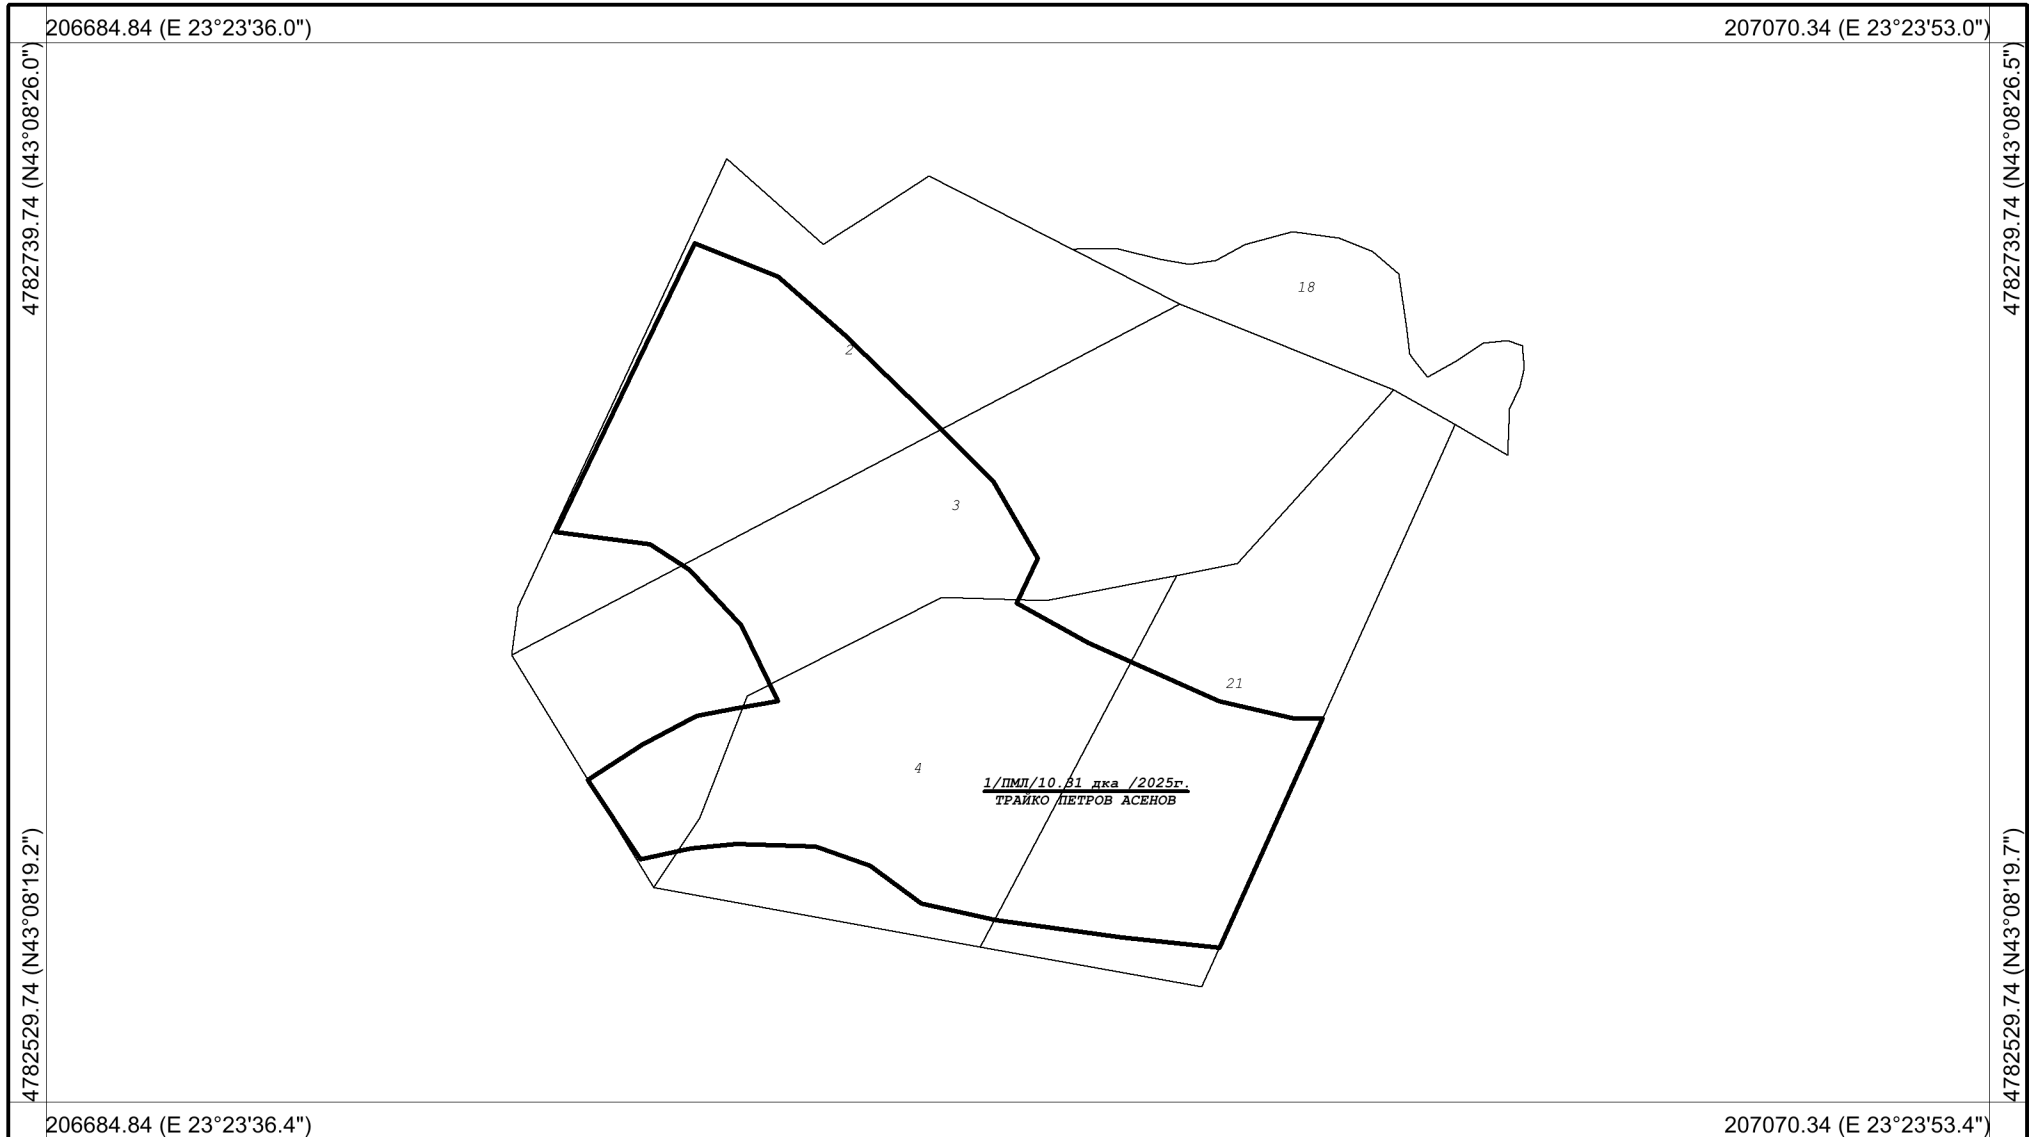 206684.84 (E 23°23'36.0")
207070.34 (E 23°23'53.0")
4782739.74 (N43°08'26.0")
4782739.74 (N43°08'26.5")
18
2
3
21
4
1/ПМЛ/10.31 дка /2025г.
ТРАЙКО ПЕТРОВ АСЕНОВ
4782529.74 (N43°08'19.2")
4782529.74 (N43°08'19.7")
206684.84 (E 23°23'36.4")
207070.34 (E 23°23'53.4")